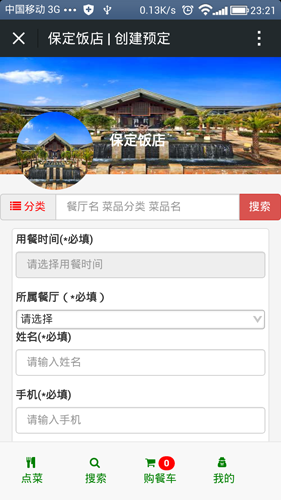 中国移动 3G 0.13K/s 23:21
保定饭店 | 创建预定
保定饭店
分类 餐厅名 菜品分类 菜品名 搜索
用餐时间(*必填)
请选择用餐时间
所属餐厅（*必填）
请选择
姓名(*必填)
请输入姓名
手机(*必填)
请输入手机
点菜 搜索 购餐车 0 我的